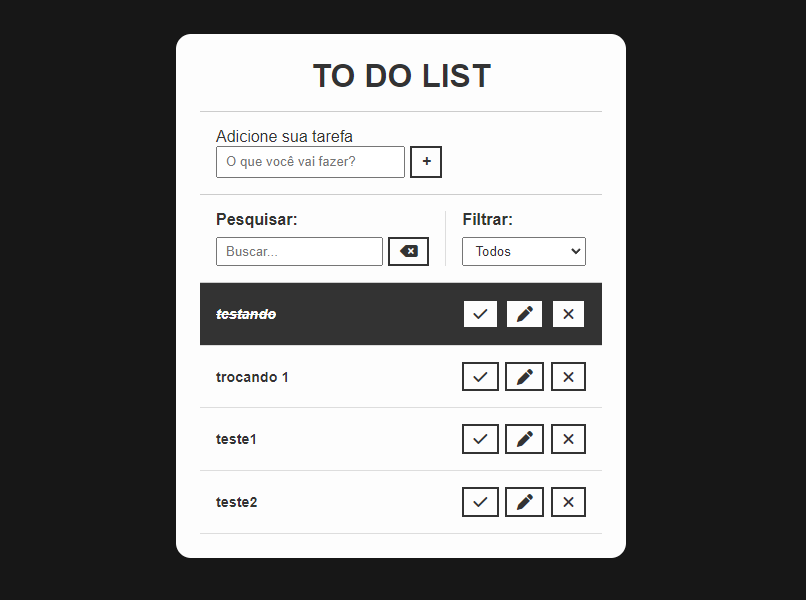 TO DO LIST
Adicione sua tarefa
O que você vai fazer? +
Pesquisar: Filtrar:
Buscar... Todos
testando
trocando 1
teste1
teste2